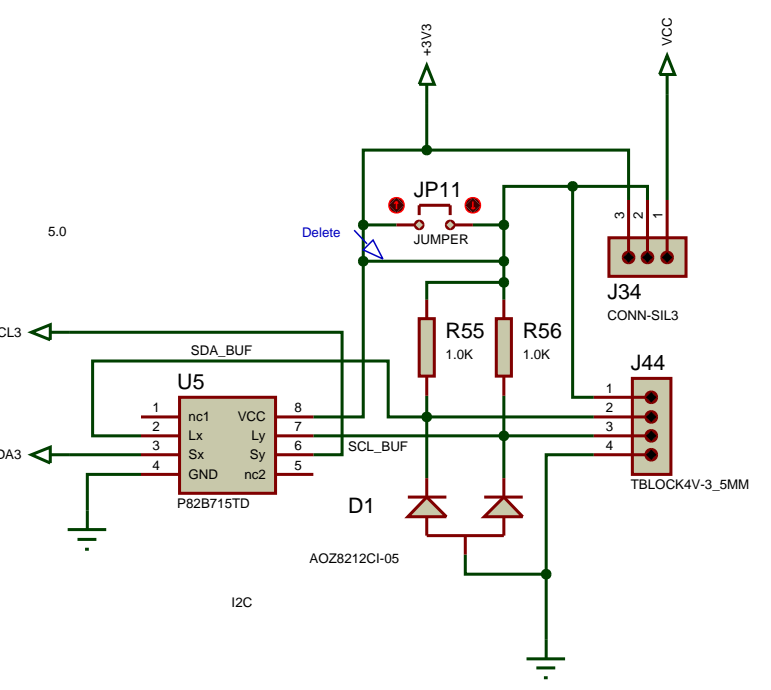 +3V3
VCC
JP11
JUMPER
3
2
1
5.0
Delete
J34
CONN-SIL3
CL3
R55
1.0K
R56
1.0K
SDA_BUF
J44
U5
1
2
3
4
nc1
Lx
Sx
GND
VCC
Ly
Sy
nc2
8
7
6
5
1
2
3
4
SCL_BUF
DA3
P82B715TD
TBLOCK4V-3_5MM
D1
AOZ8212CI-05
I2C